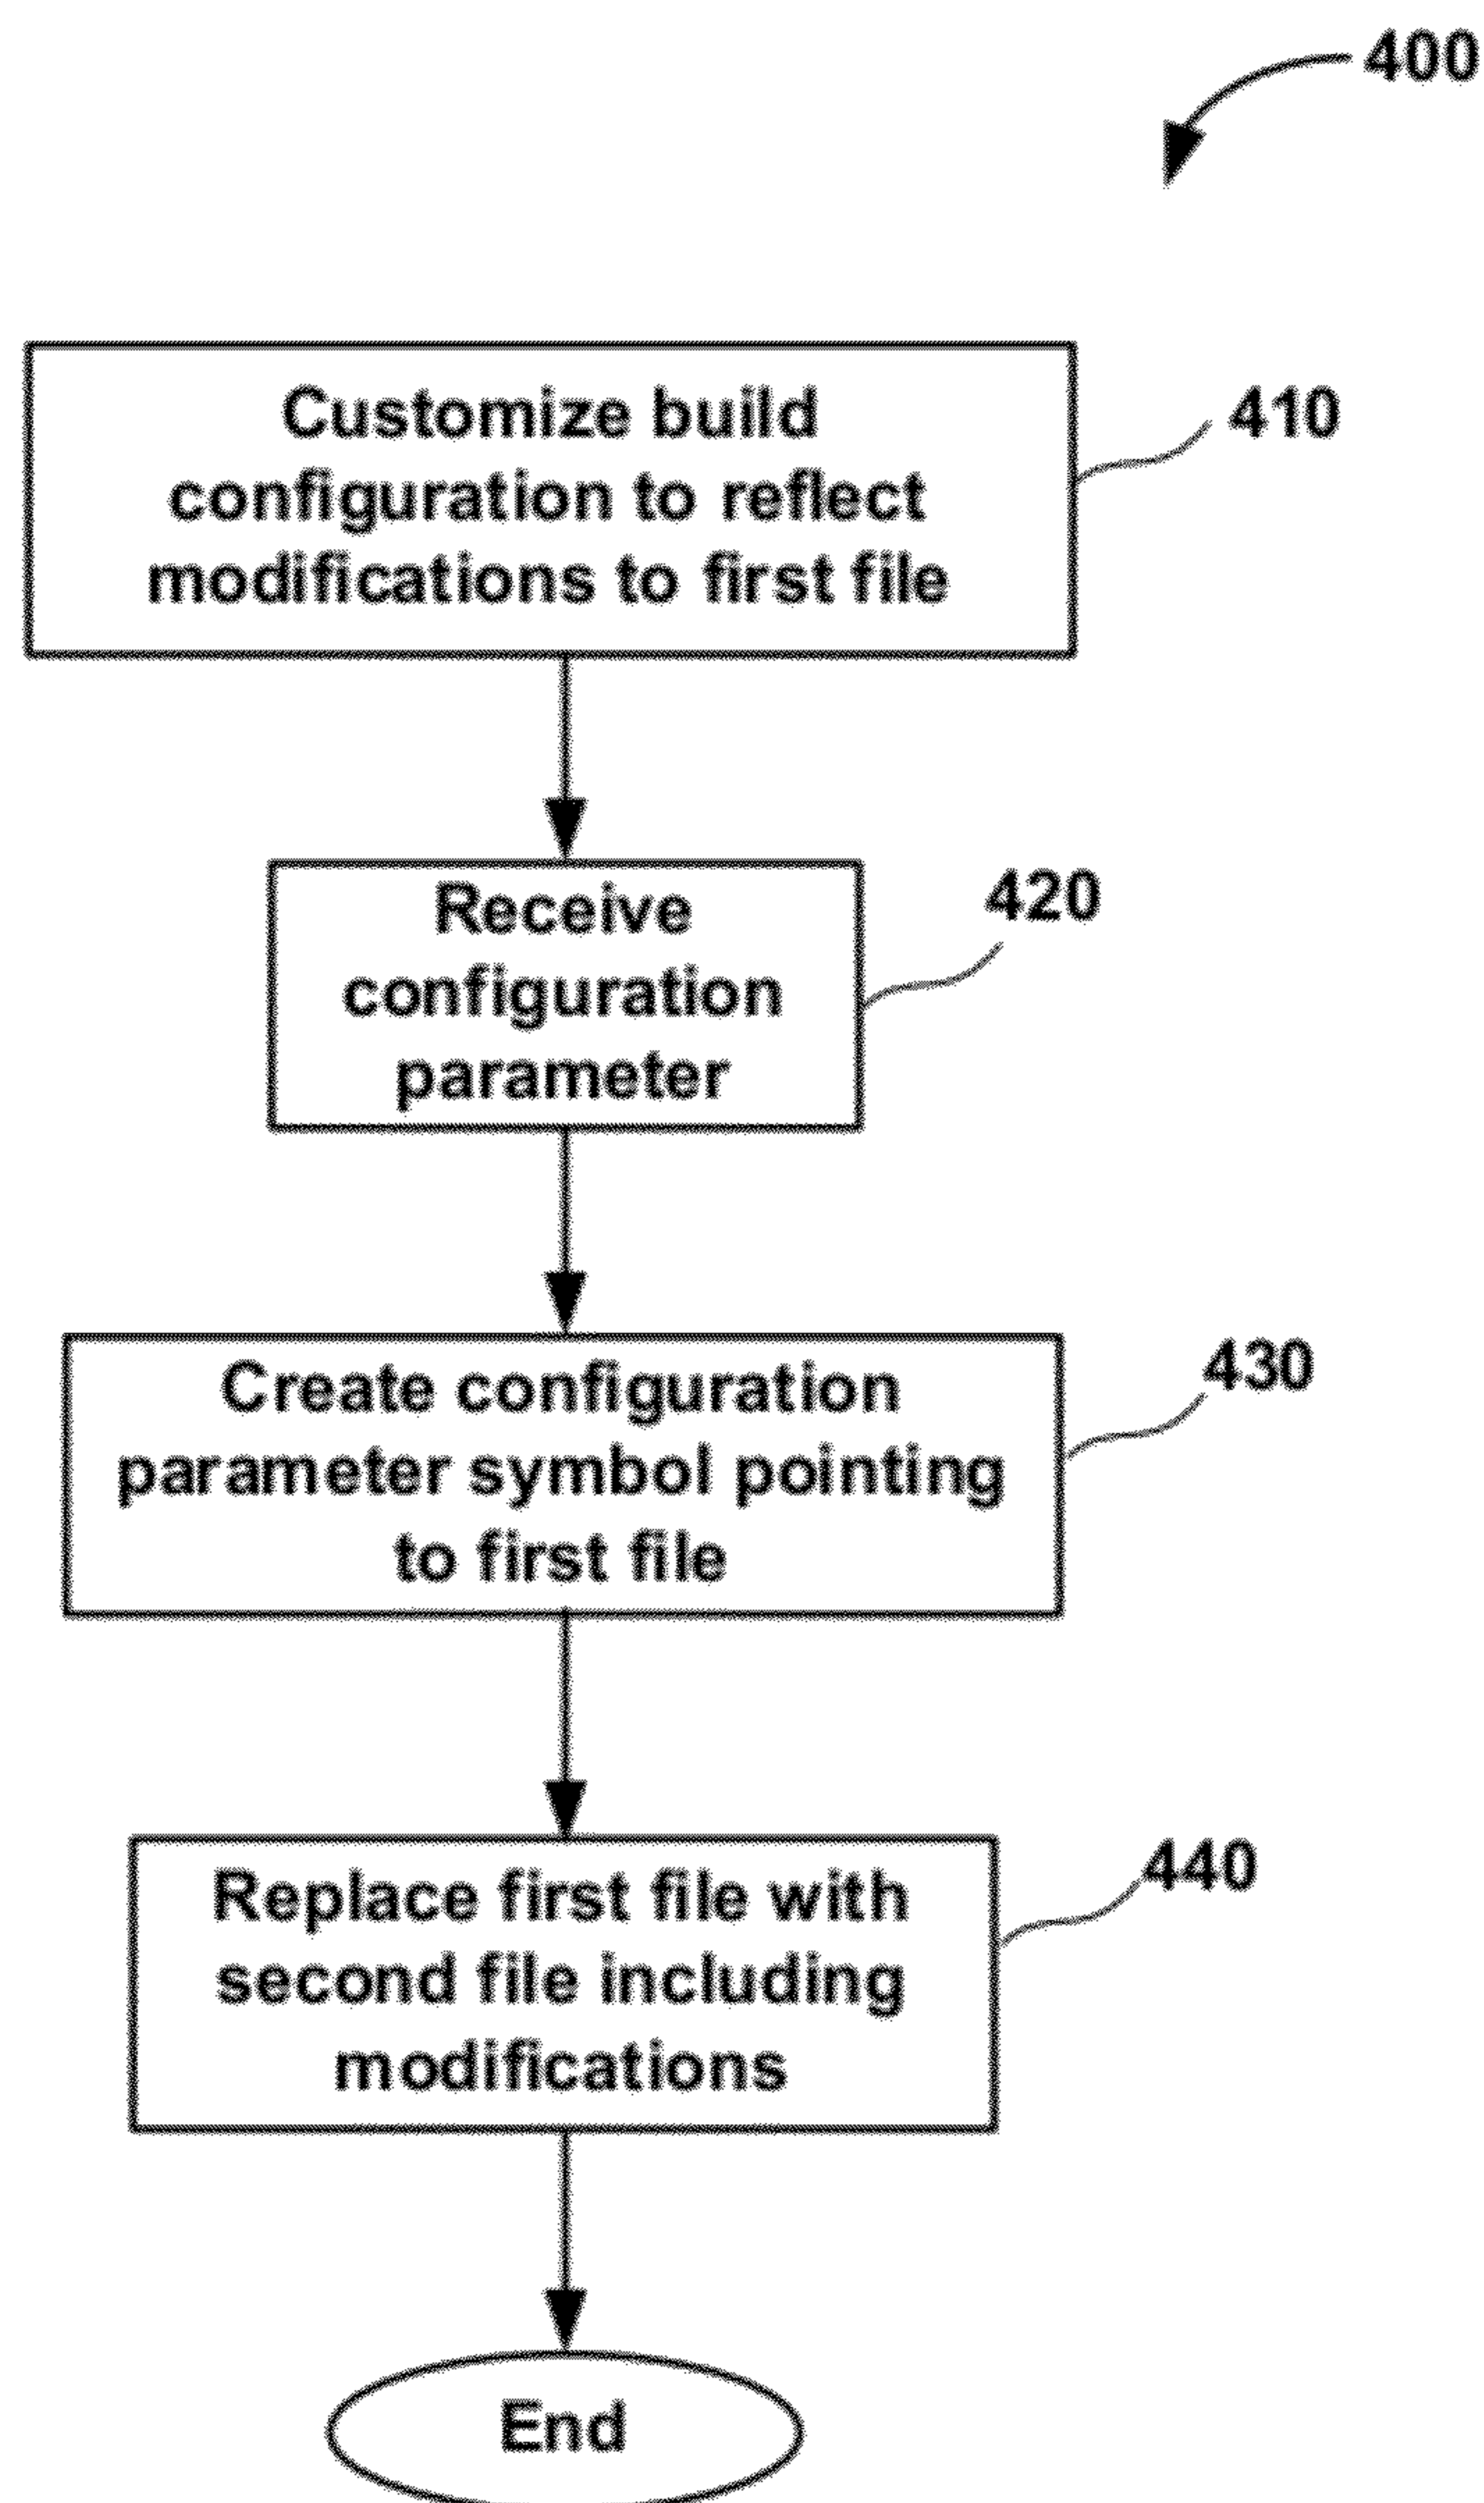 400
Customize build
configuration to reflect
modifications to first file
410
Receive
configuration
parameter
420
Create configuration
parameter symbol pointing
to first file
430
Replace first file with
second file including
modifications
440
End